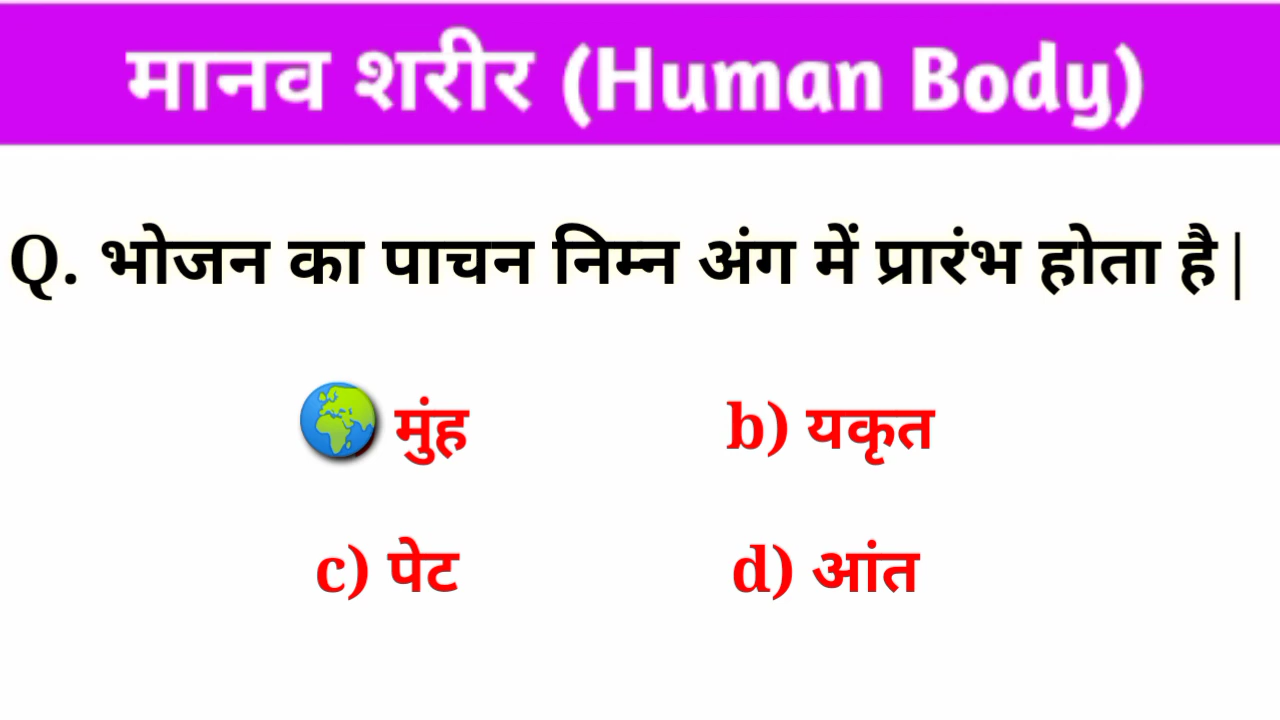 मानव शरीर (Human Body)
Q. भोजन का पाचन निम्न अंग में प्रारंभ होता है|
मुंह b) यकृत
c) पेट d) आंत